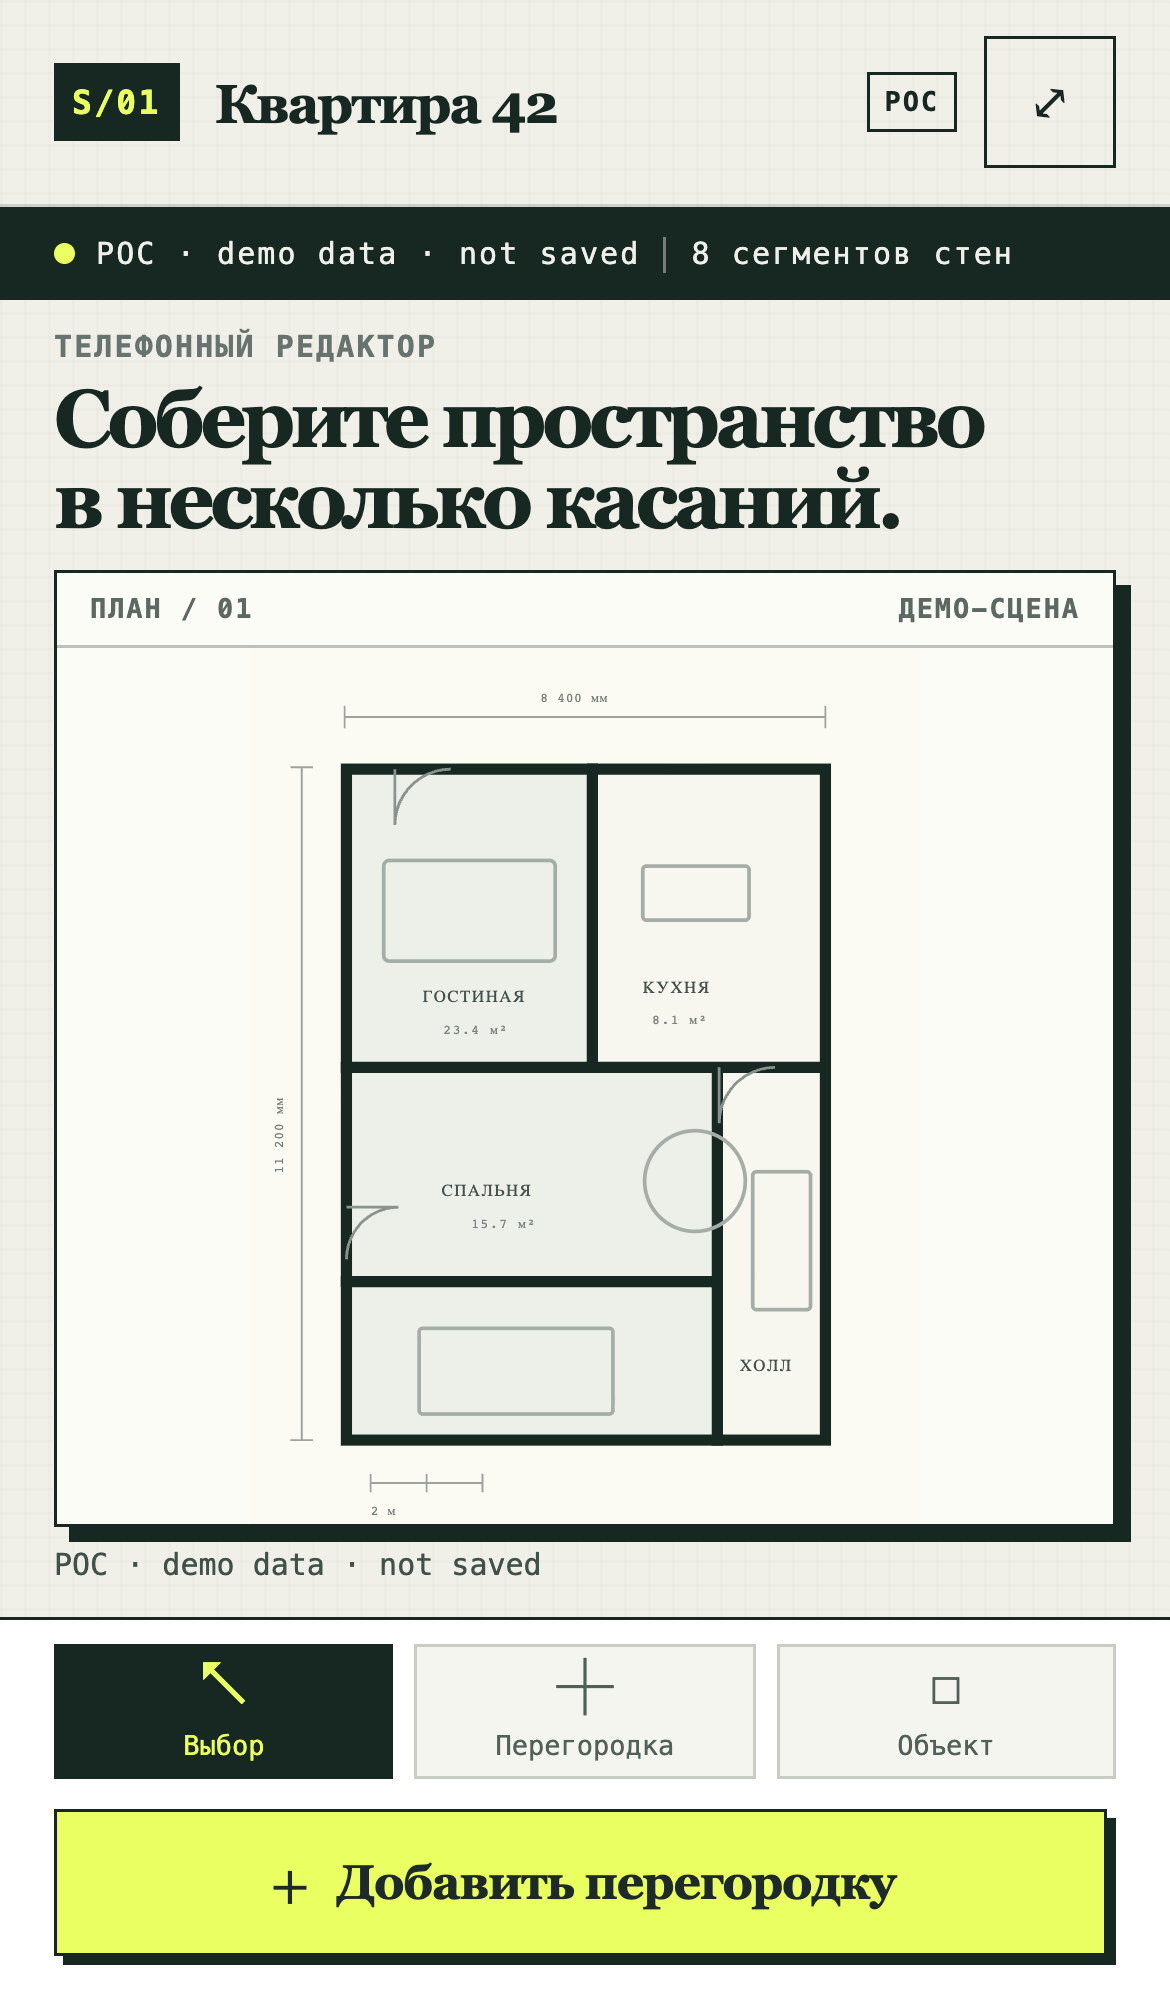 S/01 Квартира 42 POC
POC · demo data · not saved | 8 сегментов стен
ТЕЛЕФОННЫЙ РЕДАКТОР
Соберите пространство
в несколько касаний.
ПЛАН / 01 ДЕМО–СЦЕНА
8 400 мм
ГОСТИНАЯ
23.4 м²
КУХНЯ
8.1 м²
11 200 мм
СПАЛЬНЯ
15.7 м²
ХОЛЛ
2 м
POC · demo data · not saved
Выбор Перегородка Объект
+ Добавить перегородку